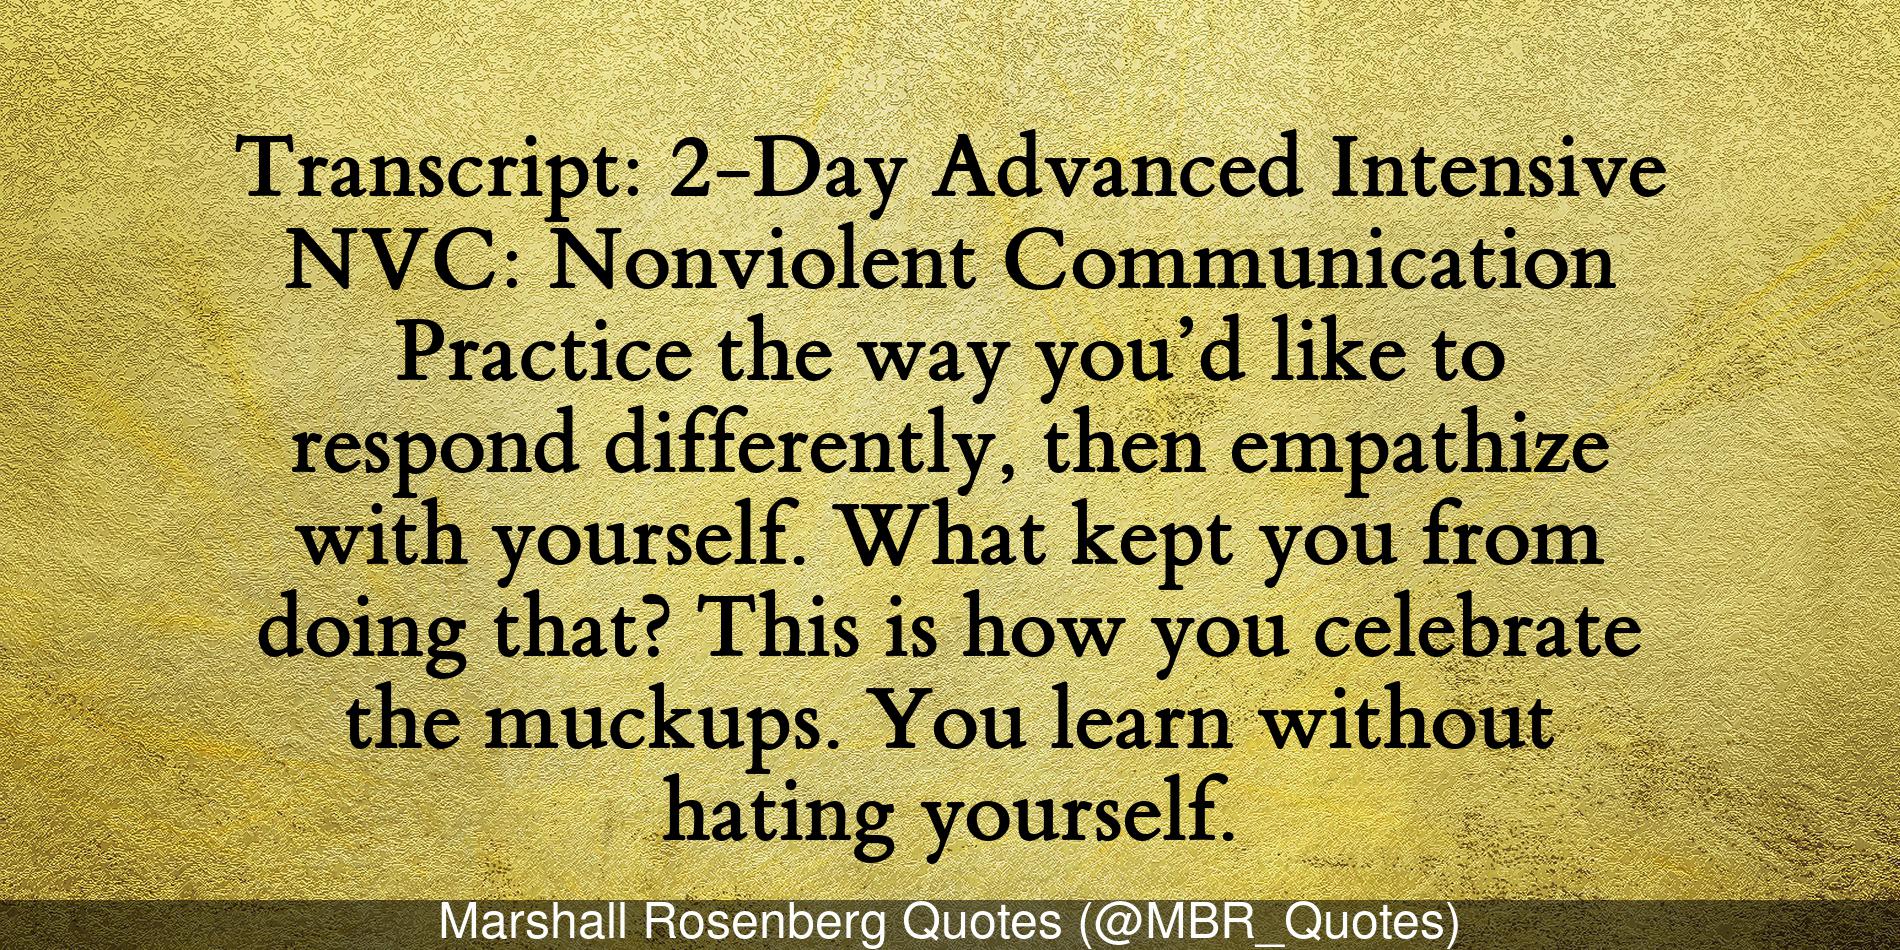 Transcript: 2-Day Advanced Intensive
NVC: Nonviolent Communication
Practice the way you’d like to
respond differently, then empathize
with yourself. What kept you from
doing that? This is how you celebrate
the muckups. You learn without
hating yourself.
Marshall Rosenberg Quotes (@MBR_Quotes)